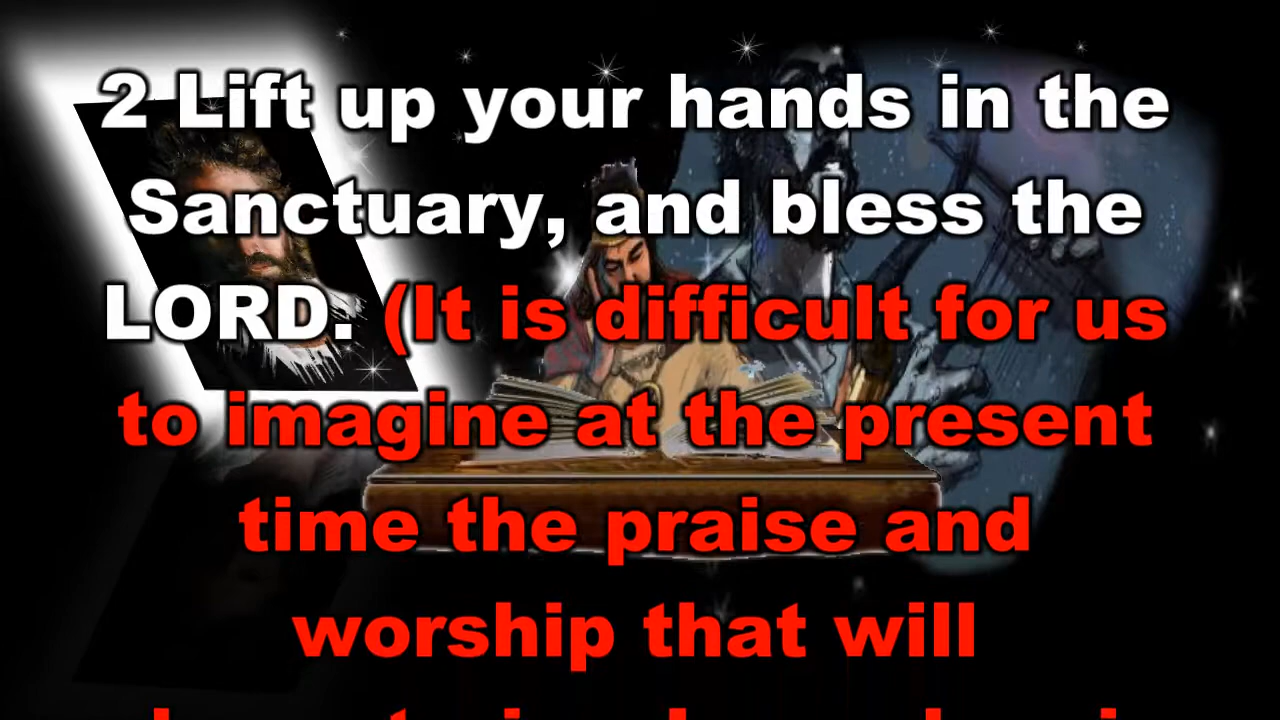 2 Lift up your hands in the
Sanctuary, and bless the
LORD. (It is difficult for us
to imagine at the present
time the praise and
worship that will